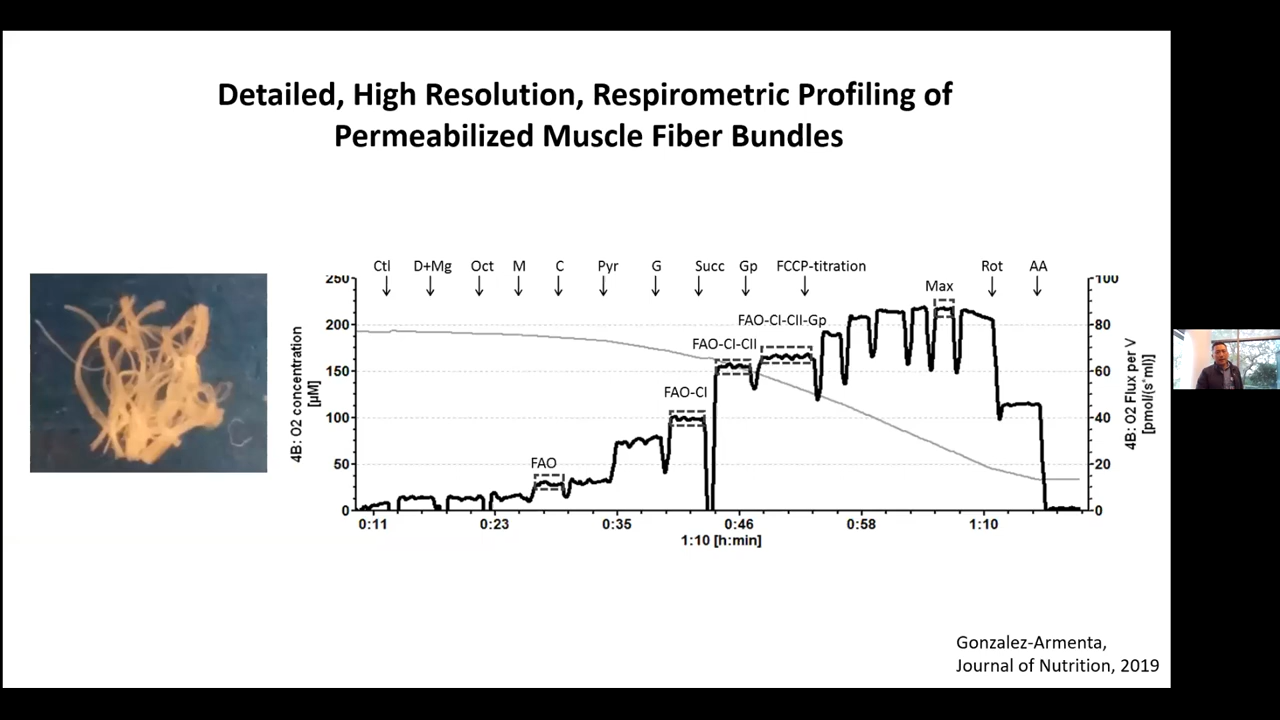 Detailed, High Resolution, Respirometric Profiling of
Permeabilized Muscle Fiber Bundles
Ctl D+Mg Oct M C Pyr G Succ Gp FCCP-titration Rot AA
250
200
150
100
50
0
4B: O2 concentration
[µM]
FAO
FAO-CI
FAO-CI-CII
FAO-CI-CII-Gp
Max
100
80
60
40
20
0
4B: O2 Flux per V
[pmol/(s*ml)]
0:11 0:23 0:35 0:46 0:58 1:10
1:10 [h:min]
Gonzalez-Armenta,
Journal of Nutrition, 2019